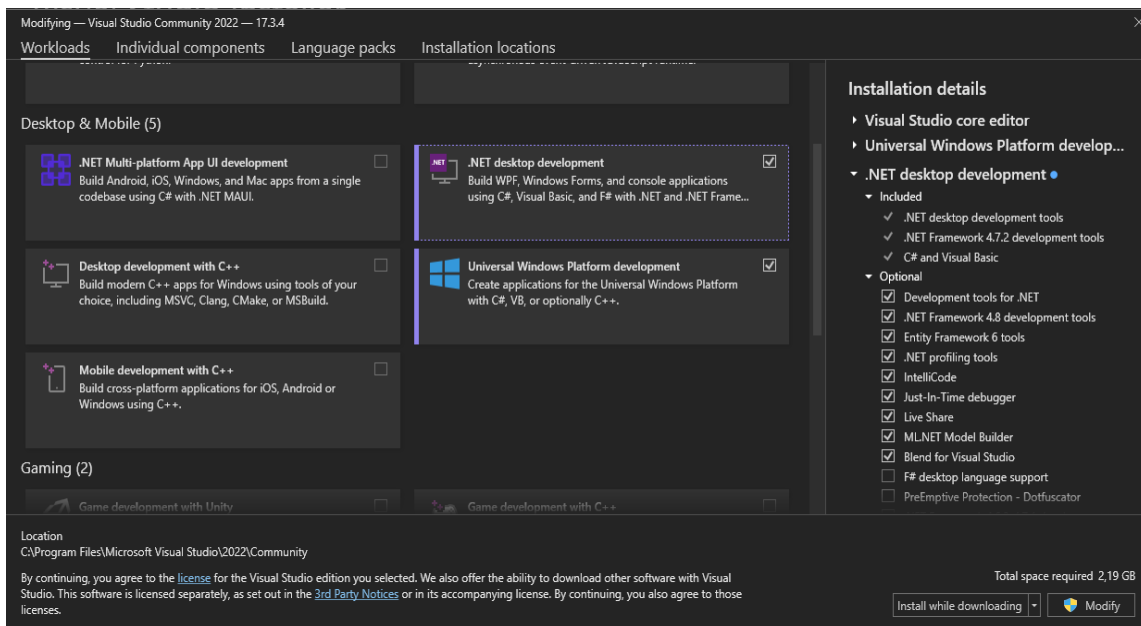 Modifying — Visual Studio Community 2022 — 17.3.4
Workloads Individual components Language packs Installation locations
Desktop & Mobile (5)
.NET Multi-platform App UI development
Build Android, iOS, Windows, and Mac apps from a single
codebase using C# with .NET MAUI.
.NET
.NET desktop development
Build WPF, Windows Forms, and console applications
using C#, Visual Basic, and F# with .NET and .NET Frame...
Desktop development with C++
Build modern C++ apps for Windows using tools of your
choice, including MSVC, Clang, CMake, or MSBuild.
Universal Windows Platform development
Create applications for the Universal Windows Platform
with C#, VB, or optionally C++.
Mobile development with C++
Build cross-platform applications for iOS, Android or
Windows using C++.
Gaming (2)
Game development with Unity
Game development with C++
Installation details
Visual Studio core editor
Universal Windows Platform develop...
.NET desktop development
Included
.NET desktop development tools
.NET Framework 4.7.2 development tools
C# and Visual Basic
Optional
Development tools for .NET
.NET Framework 4.8 development tools
Entity Framework 6 tools
.NET profiling tools
IntelliCode
Just-In-Time debugger
Live Share
ML.NET Model Builder
Blend for Visual Studio
F# desktop language support
PreEmptive Protection - Dotfuscator
Location
C:\Program Files\Microsoft Visual Studio\2022\Community
By continuing, you agree to the license for the Visual Studio edition you selected. We also offer the ability to download other software with Visual
Studio. This software is licensed separately, as set out in the 3rd Party Notices or in its accompanying license. By continuing, you also agree to those
licenses.
Total space required 2,19 GB
Install while downloading
Modify